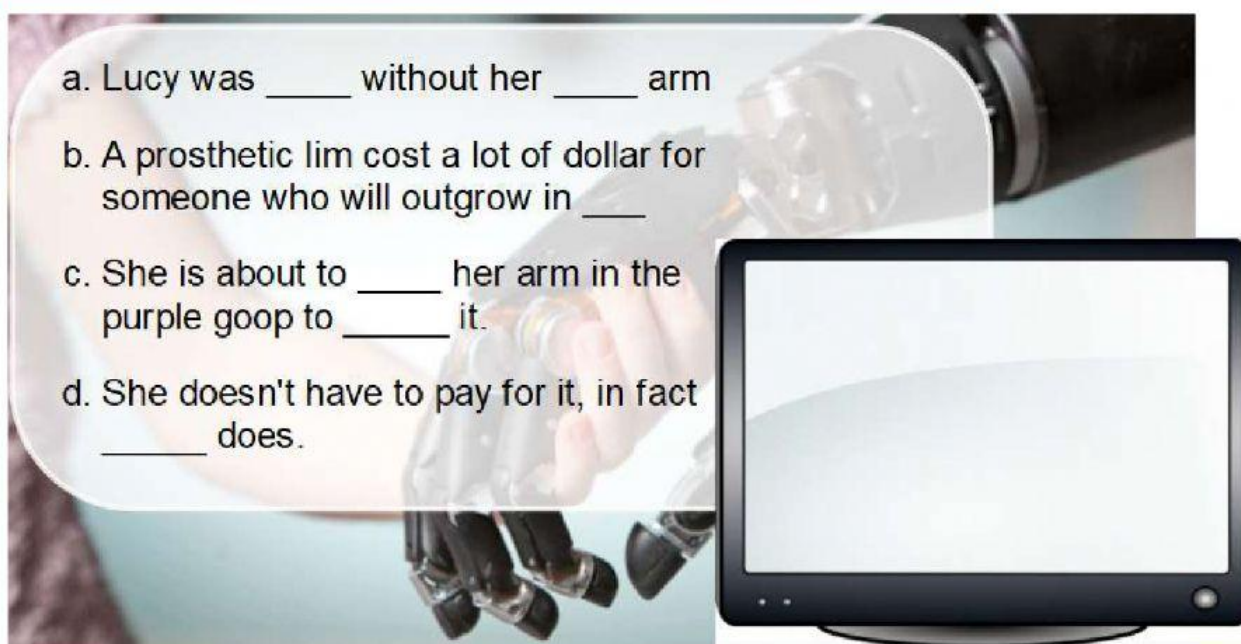 a. Lucy was _____ without her _____ arm
b. A prosthetic lim cost a lot of dollar for
someone who will outgrow in ____
c. She is about to _____ her arm in the
purple goop to ______ it.
d. She doesn't have to pay for it, in fact
______ does.